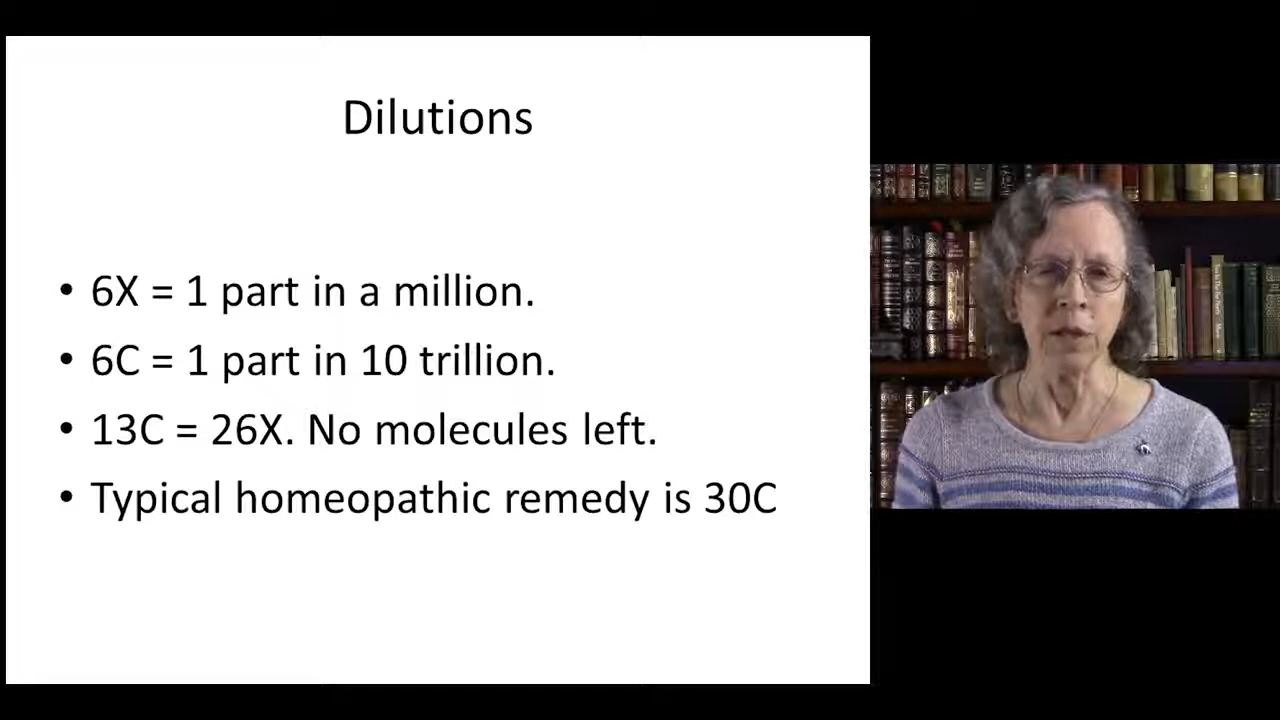 Dilutions
• 6X = 1 part in a million.
• 6C = 1 part in 10 trillion.
• 13C = 26X. No molecules left.
• Typical homeopathic remedy is 30C